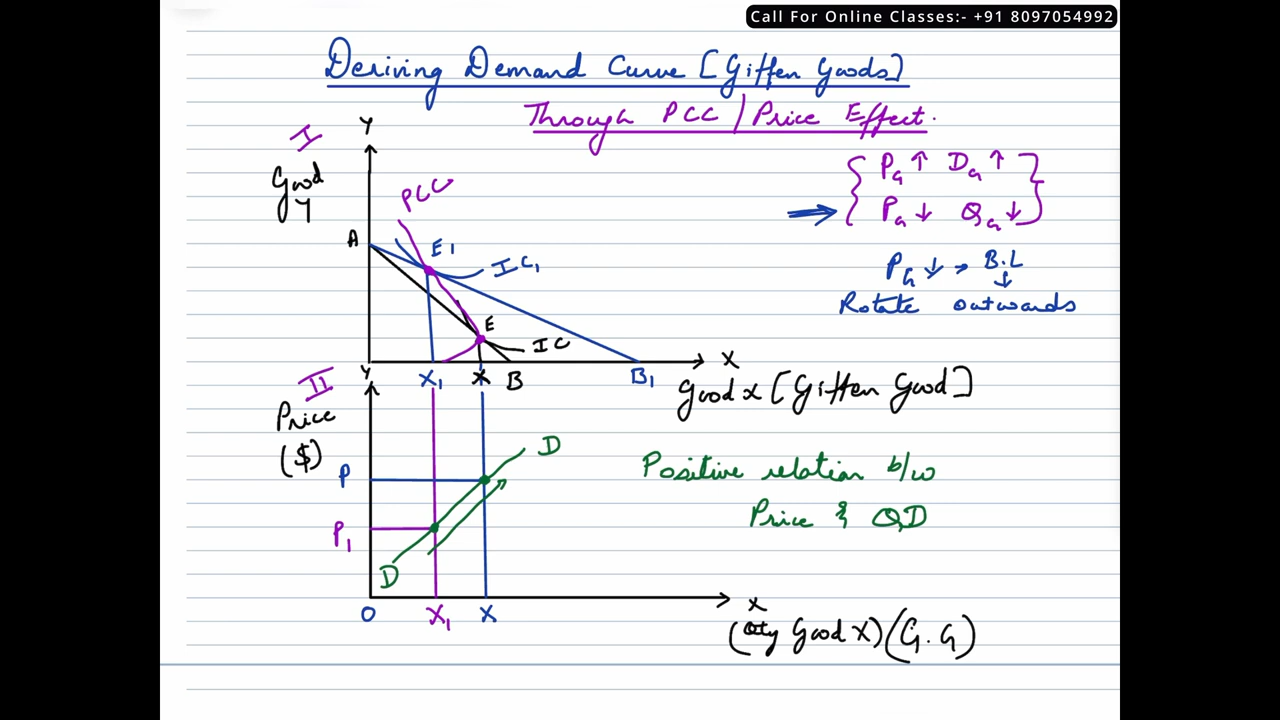 Call For Online Classes:- +91 8097054992
Deriving Demand Curve [Giffen Goods]
Through PCC / Price Effect.
I
Y
Good
Y
PCC
PG ↑ DG ↑
PG ↓ QG ↓
A
E1
IC1
PG ↓ → B.L
↓
Rotate outwards
E
IC
X1 X B B1 X
Good x [Giffen Good]
II
Y
Price
($)
D
P
Positive relation b/w
Price & QD
P1
D
O X1 X X
(Qty Good X) (G.G)